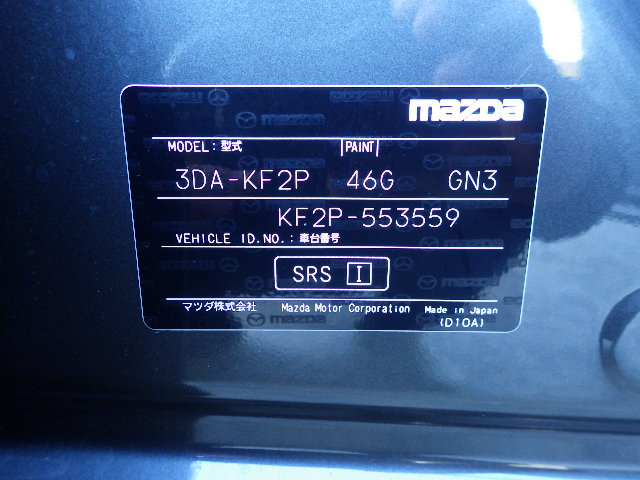 mazda
MODEL: 型式 PAINT
3DA-KF2P 46G GN3
KF2P-553559
VEHICLE ID.NO.: 車台番号
SRS I
マツダ株式会社 Mazda Motor Corporation Made in Japan
(D10A)